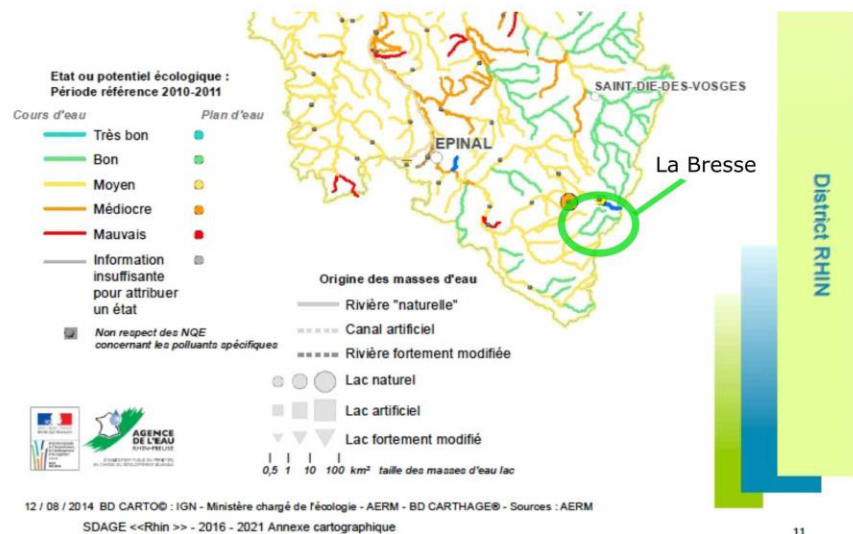 Etat ou potentiel écologique :
Période référence 2010-2011
Cours d'eau
Plan d'eau
Très bon
Bon
Moyen
Médiocre
Mauvais
Information
insuffisante
pour attribuer
un état
Non respect des NQE
concernant les polluants spécifiques
SAINT-DIE-DES-VOSGES
EPINAL
La Bresse
District RHIN
Origine des masses d'eau
Rivière "naturelle"
Canal artificiel
Rivière fortement modifiée
Lac naturel
Lac artificiel
Lac fortement modifié
0,5 1 10 100 km² taille des masses d'eau lac
AGENCE
DE L'EAU
RHIN-MEUSE
12 / 08 / 2014 BD CARTO© : IGN - Ministère chargé de l'écologie - AERM - BD CARTHAGE® - Sources : AERM
SDAGE <<Rhin >> - 2016 - 2021 Annexe cartographique
11